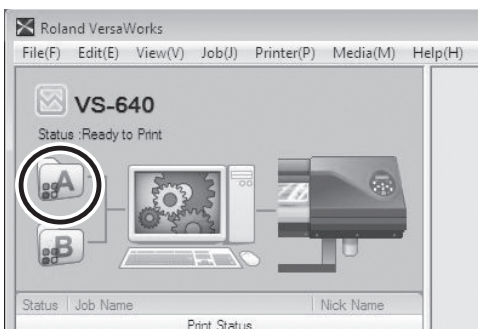 Roland VersaWorks
File(F) Edit(E) View(V) Job(J) Printer(P) Media(M) Help(H)
VS-640
Status :Ready to Print
A
B
Status Job Name Nick Name
Print Status